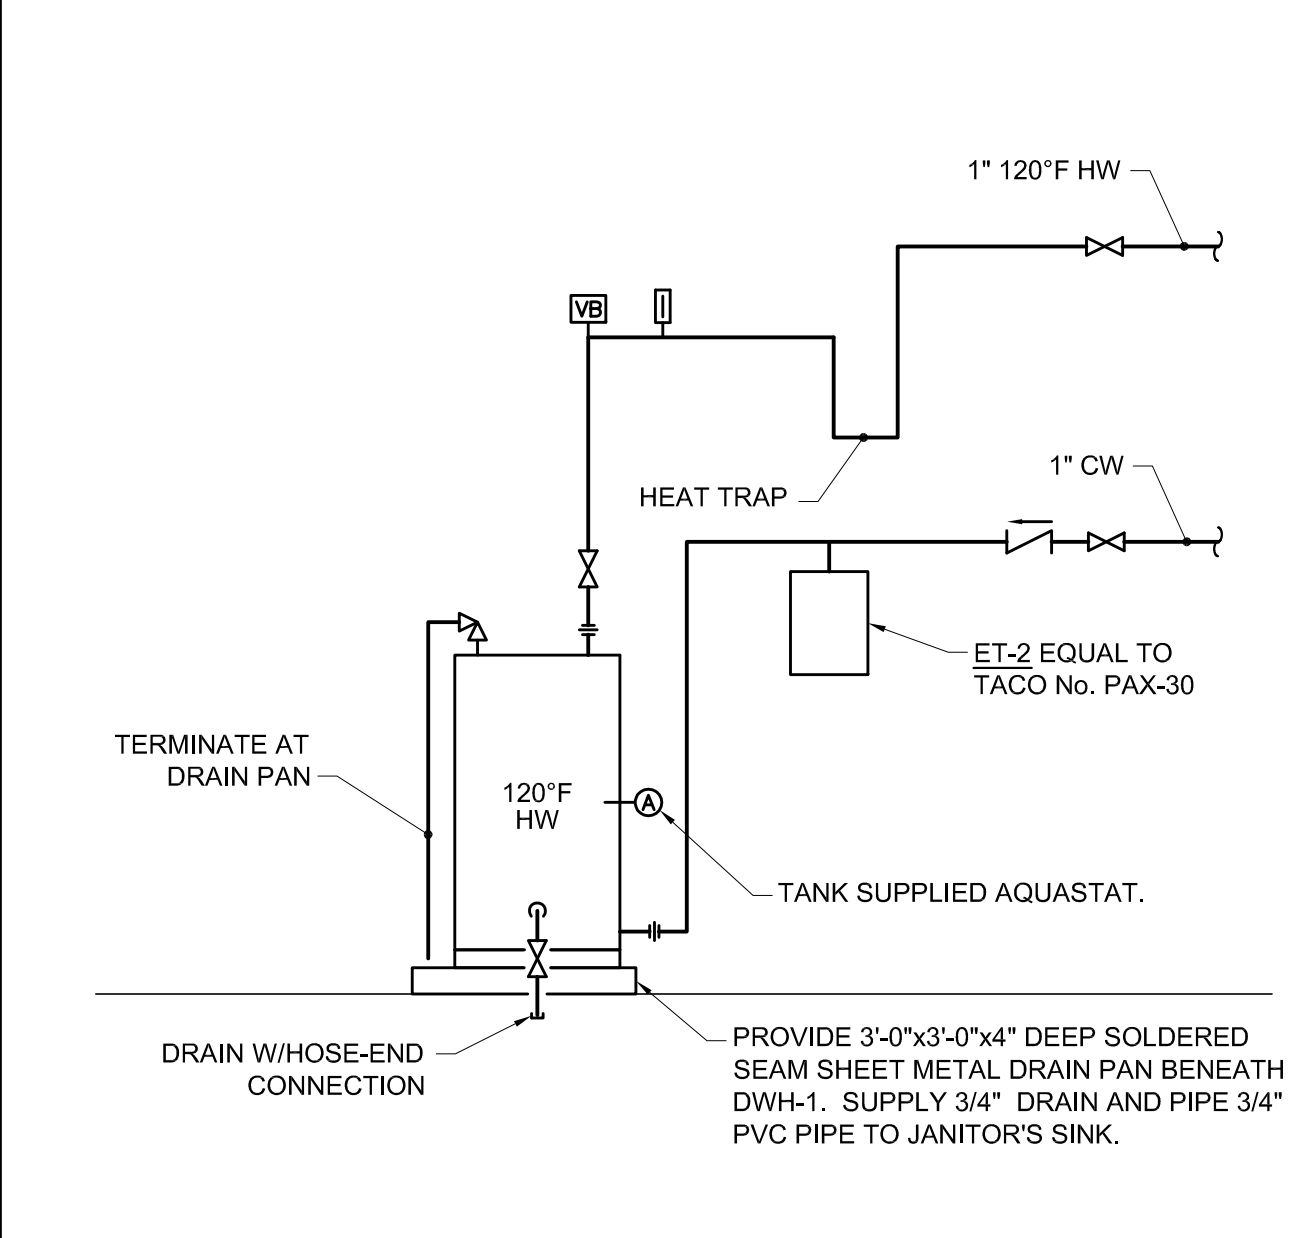 1" 120°F HW
VB
1" CW
HEAT TRAP
ET-2 EQUAL TO
TACO No. PAX-30
TERMINATE AT
DRAIN PAN
120°F
HW
A
TANK SUPPLIED AQUASTAT.
DRAIN W/HOSE-END
CONNECTION
PROVIDE 3'-0"x3'-0"x4" DEEP SOLDERED
SEAM SHEET METAL DRAIN PAN BENEATH
DWH-1.  SUPPLY 3/4"  DRAIN AND PIPE 3/4"
PVC PIPE TO JANITOR'S SINK.